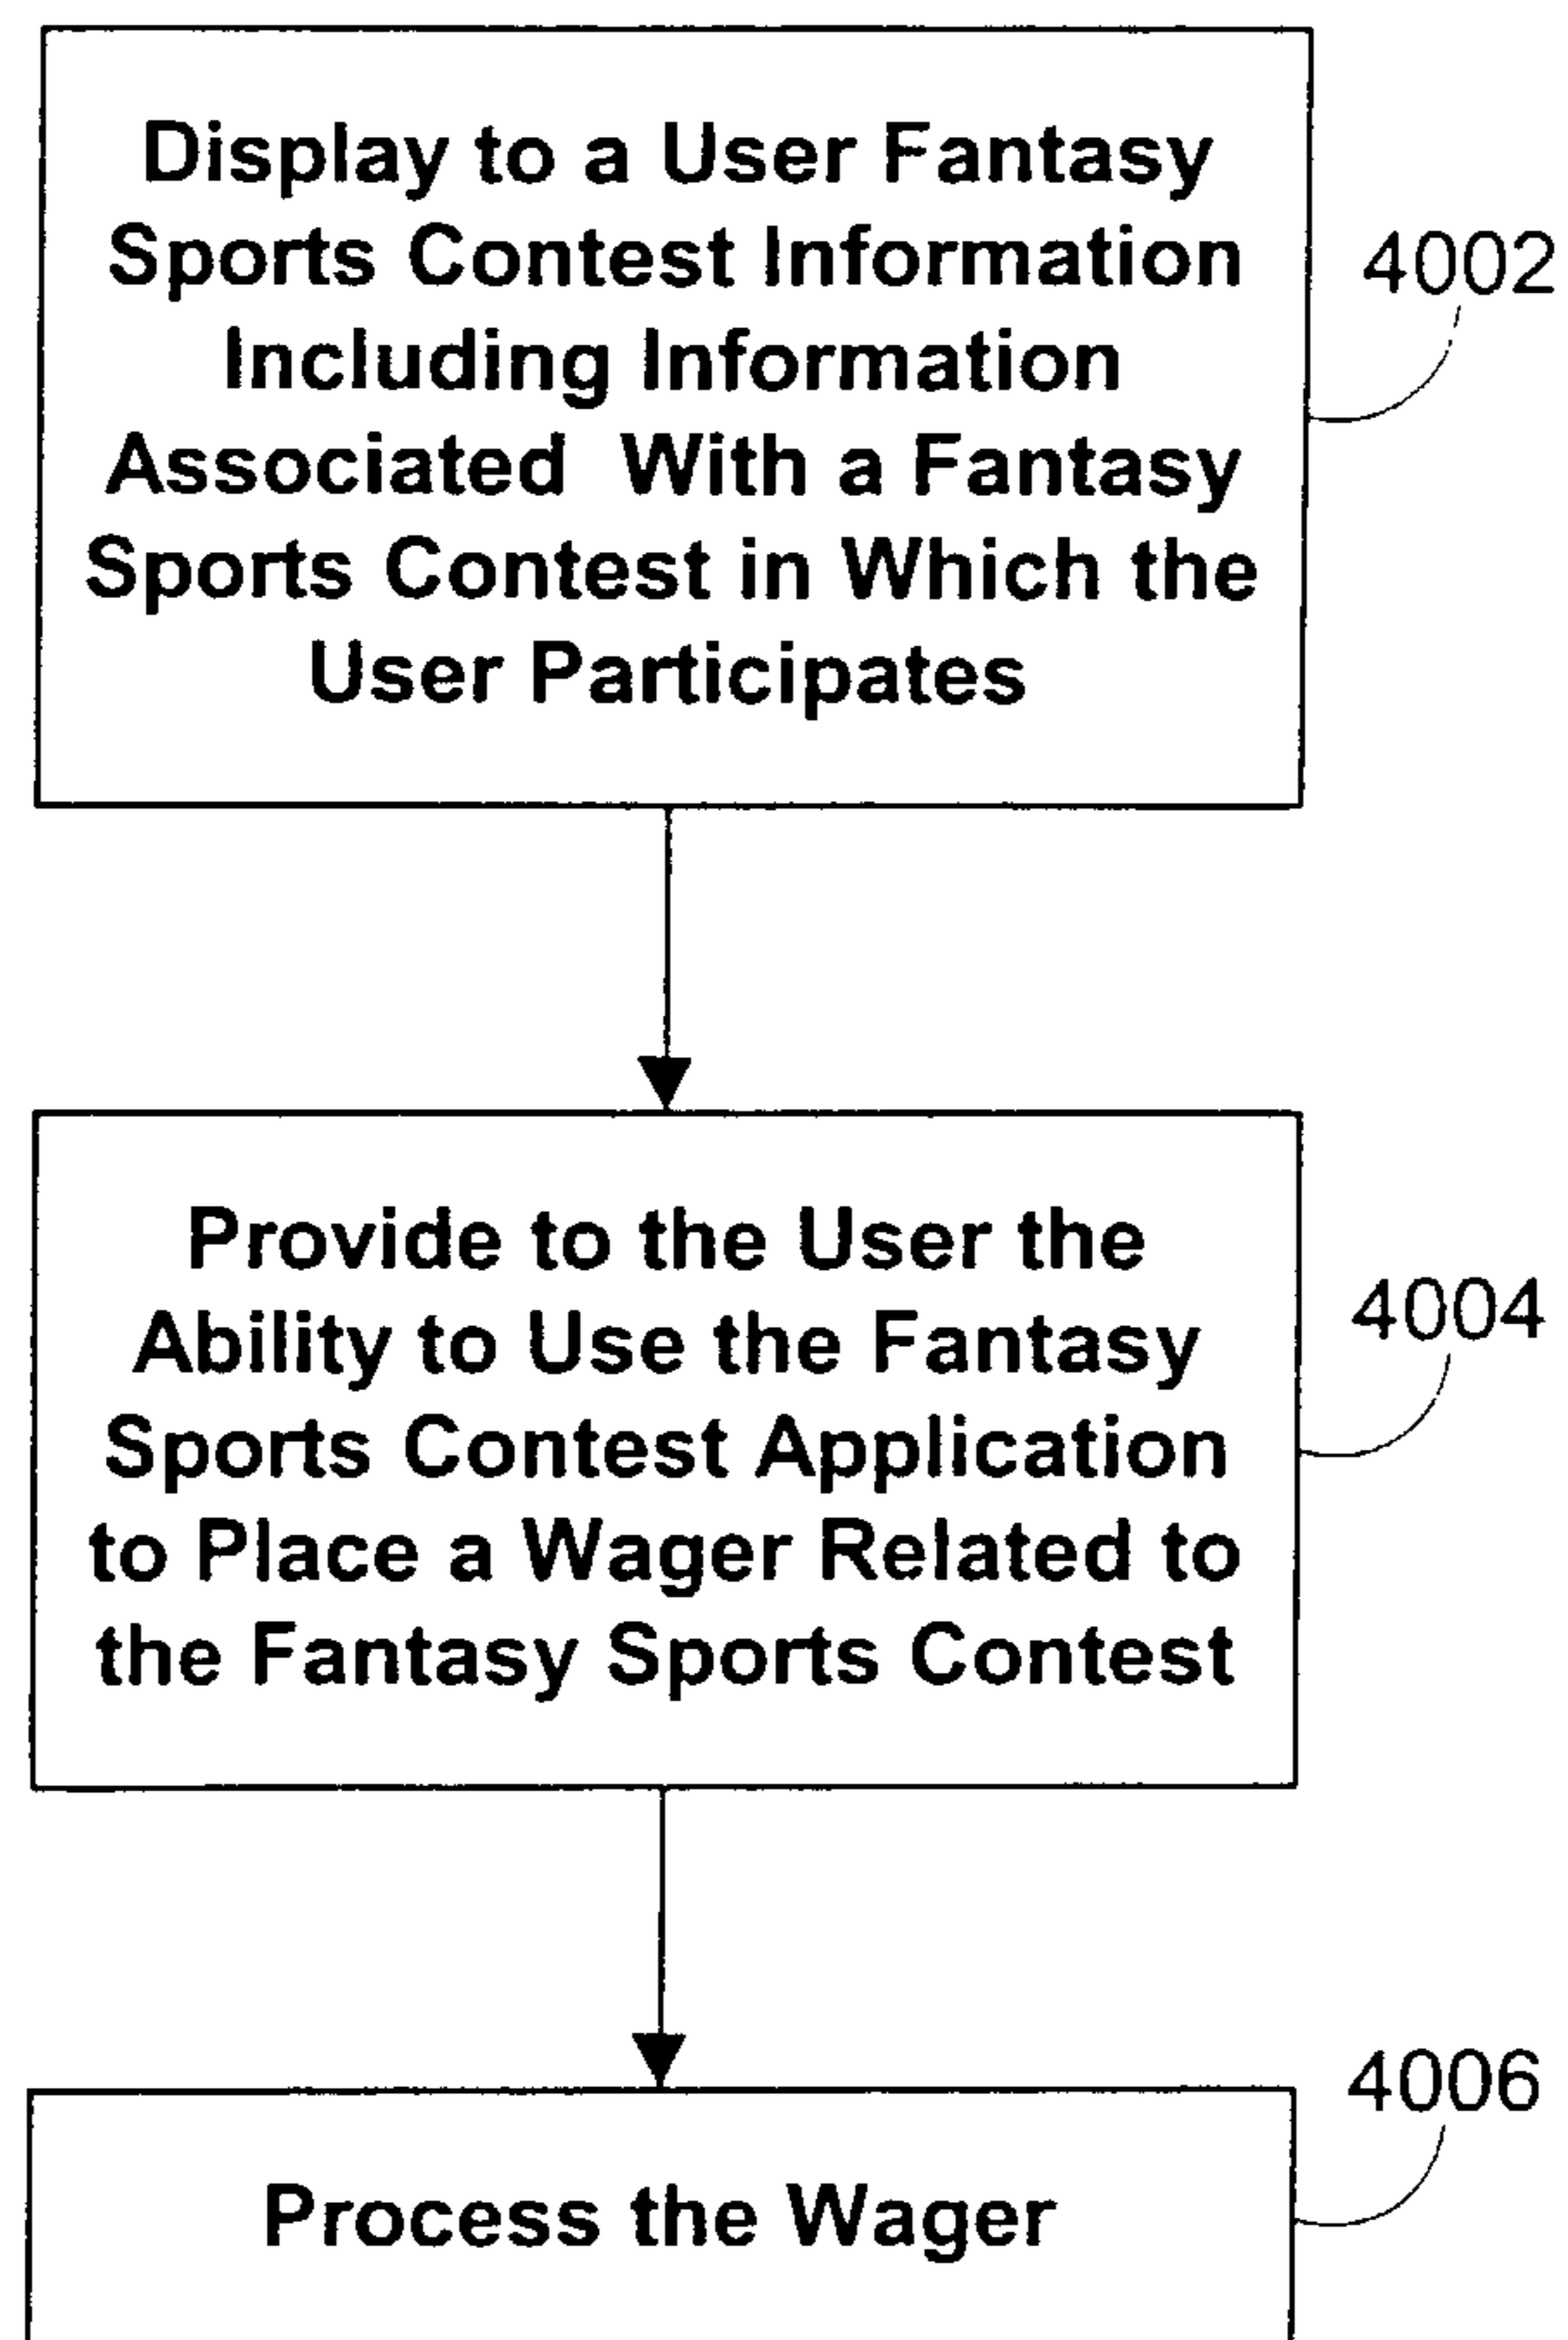 Display to a User Fantasy
Sports Contest Information
Including Information
Associated With a Fantasy
Sports Contest in Which the
User Participates
4002
Provide to the User the
Ability to Use the Fantasy
Sports Contest Application
to Place a Wager Related to
the Fantasy Sports Contest
4004
4006
Process the Wager